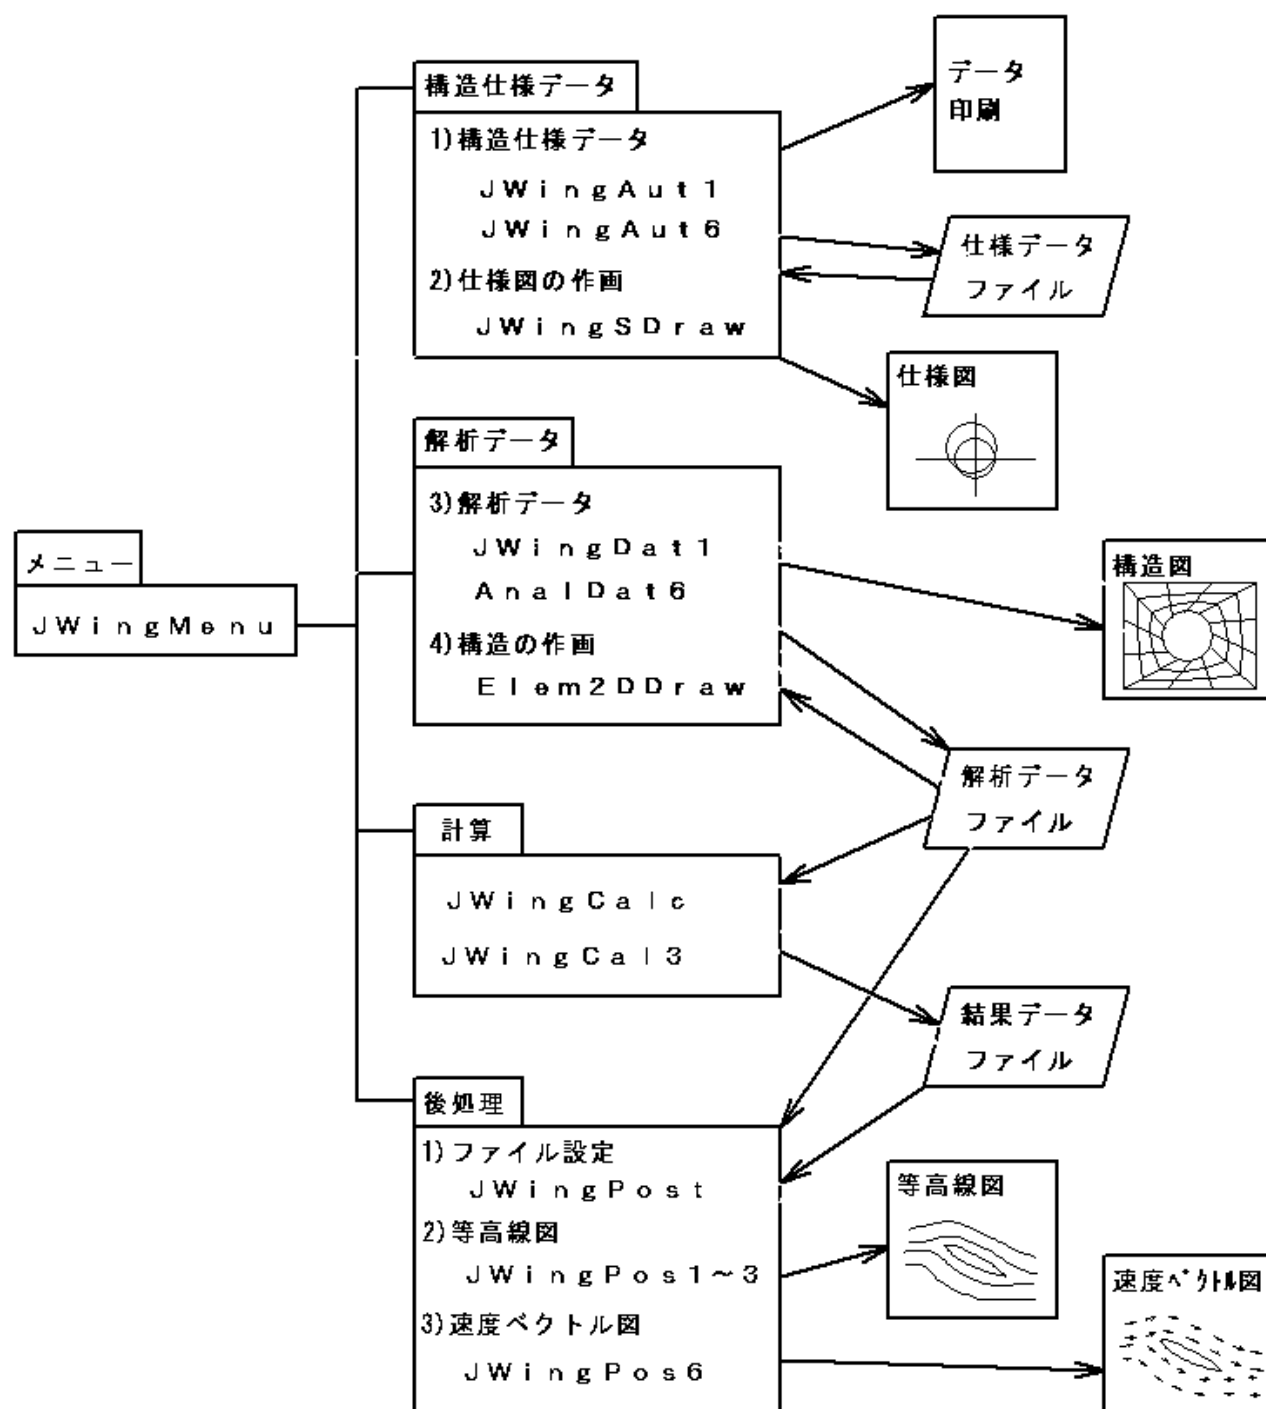 構造仕様データ
1)構造仕様データ
JWingAut1
JWingAut6
2)仕様図の作画
JWingSDraw
データ
印刷
仕様データ
ファイル
仕様図
解析データ
3)解析データ
JWingDat1
AnalDat6
4)構造の作画
Elem2DDraw
構造図
メニュー
JWingMenu
解析データ
ファイル
計算
JWingCalc
JWingCal3
結果データ
ファイル
後処理
1)ファイル設定
JWingPost
2)等高線図
JWingPos1~3
3)速度ベクトル図
JWingPos6
等高線図
速度ベクトル図